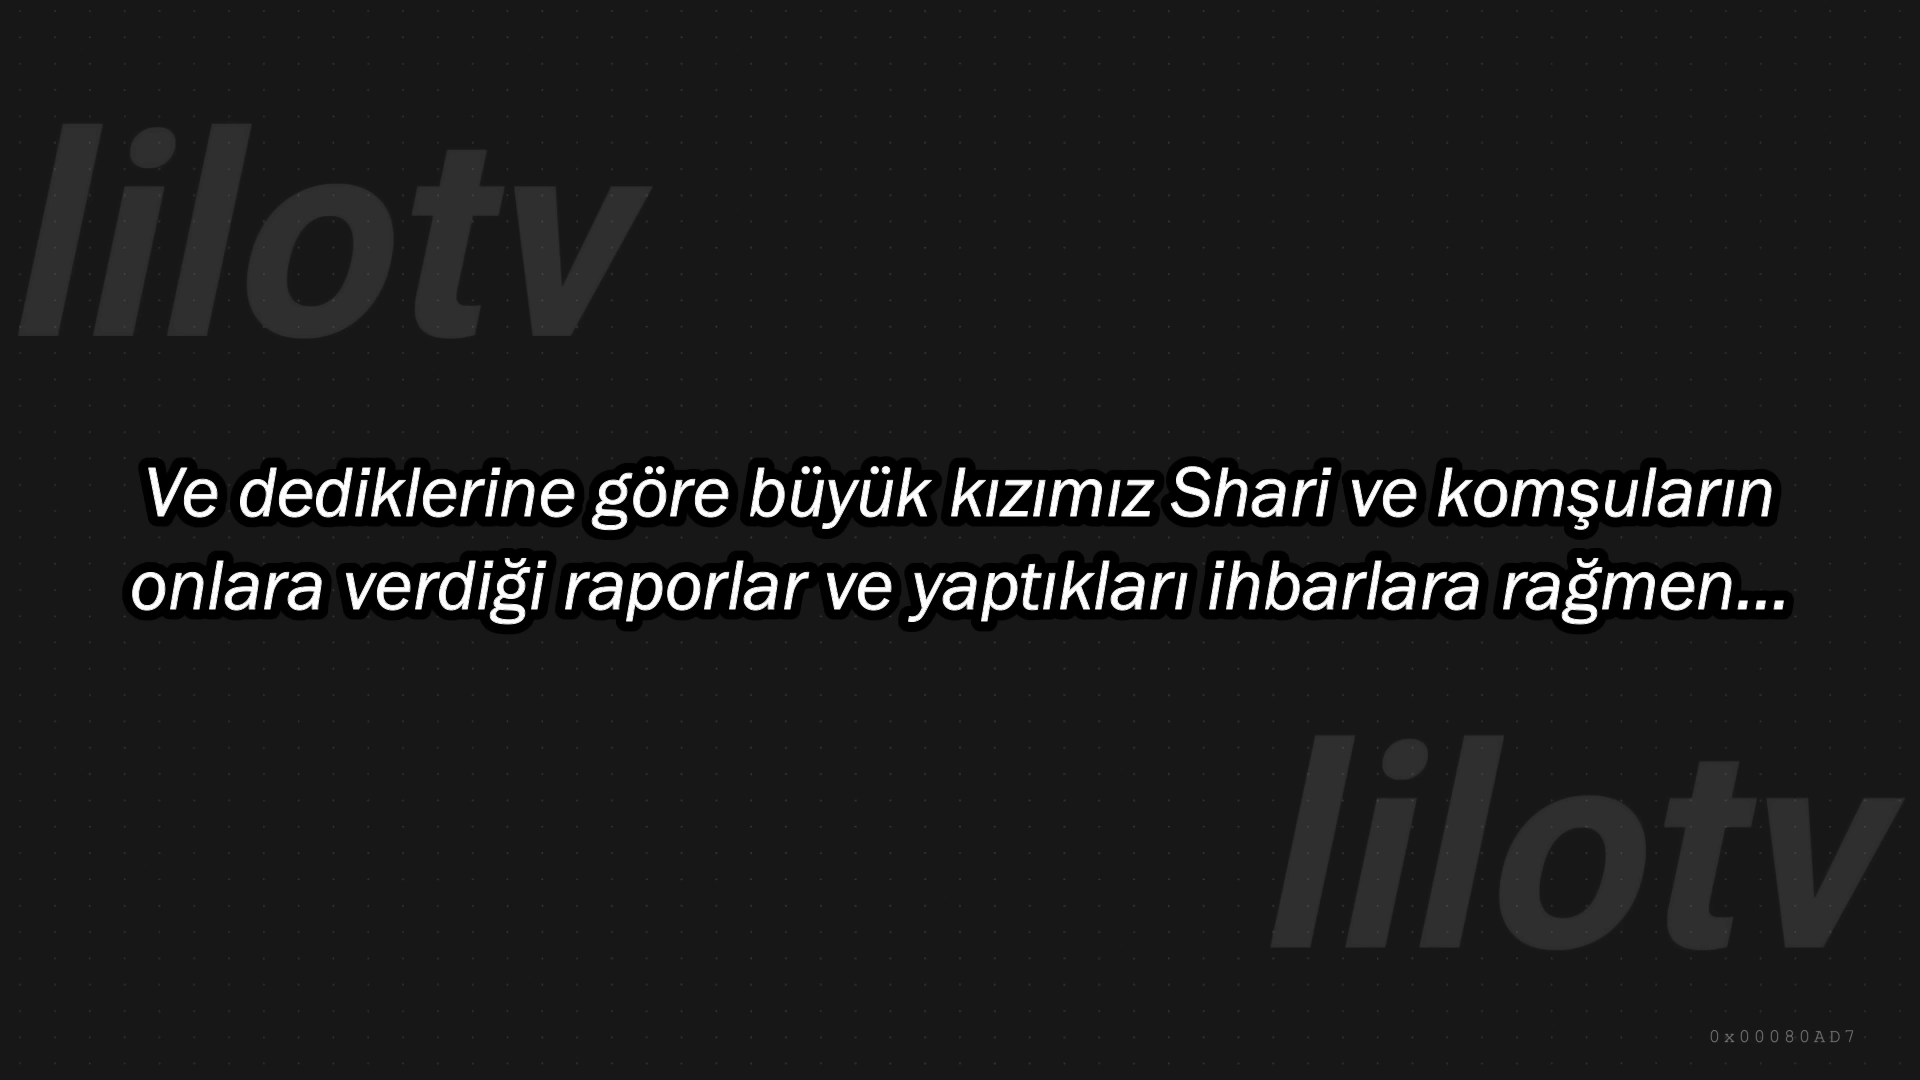 lilotv
Ve dediklerine göre büyük kızımız Shari ve komşuların
onlara verdiği raporlar ve yaptıkları ihbarlara rağmen...
lilotv
0x00080AD7